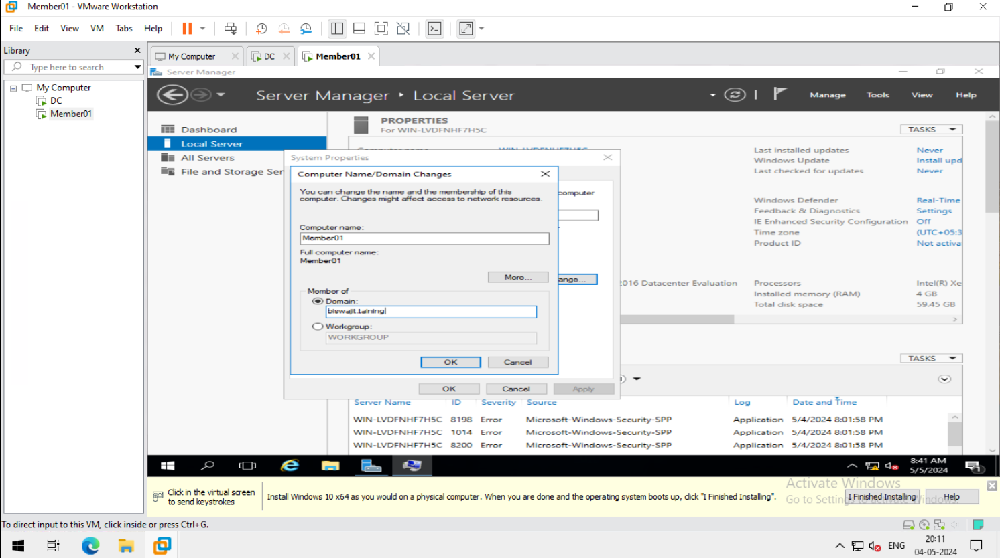 Member01 - VMware Workstation
File Edit View VM Tabs Help
Library
Type here to search
My Computer
DC
Member01
My Computer DC Member01
Server Manager
Server Manager Local Server
Manage Tools View Help
Dashboard
Local Server
All Servers
File and Storage Ser
PROPERTIES
For WIN-LVDFNHF7H5C
TASKS
Last installed updates Never
Windows Update Install upd
Last checked for updates Never
Windows Defender Real-Time
Feedback & Diagnostics Settings
IE Enhanced Security Configuration Off
Time zone (UTC+05:3
Product ID Not activa
2016 Datacenter Evaluation
Processors Intel(R) Xe
Installed memory (RAM) 4 GB
Total disk space 59.45 GB
System Properties
computer
ange...
OK Cancel Apply
Computer Name/Domain Changes
You can change the name and the membership of this
computer. Changes might affect access to network resources.
Computer name:
Member01
Full computer name:
Member01
More...
Member of
Domain:
biswajit.taining
Workgroup:
WORKGROUP
OK Cancel
TASKS
Server Name ID Severity Source Log Date and Time
WIN-LVDFNHF7H5C 8198 Error Microsoft-Windows-Security-SPP Application 5/4/2024 8:01:58 PM
WIN-LVDFNHF7H5C 1014 Error Microsoft-Windows-Security-SPP Application 5/4/2024 8:01:58 PM
WIN-LVDFNHF7H5C 8200 Error Microsoft-Windows-Security-SPP Application 5/4/2024 8:01:58 PM
8:41 AM
5/5/2024
1
Activate Windows
Go to Settings to activate Windows.
Click in the virtual screen
to send keystrokes
Install Windows 10 x64 as you would on a physical computer. When you are done and the operating system boots up, click "I Finished Installing".
I Finished Installing Help
To direct input to this VM, click inside or press Ctrl+G.
ENG
20:11
04-05-2024